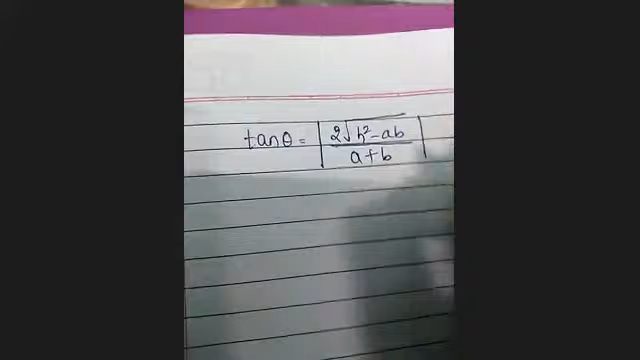 tanθ = |2√(h²-ab) / a+b|